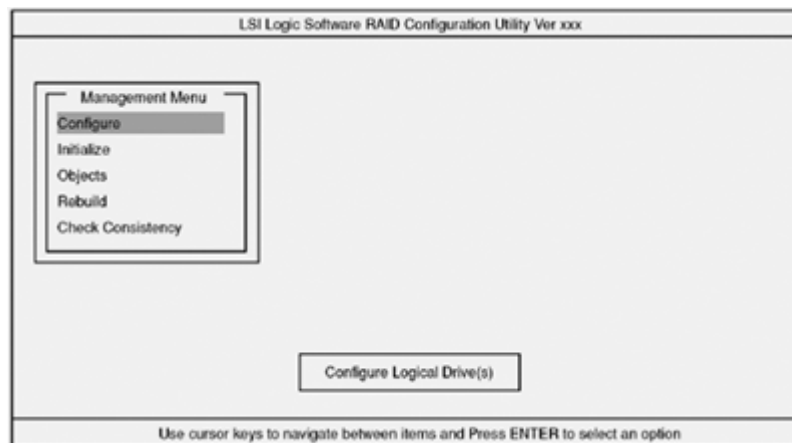 LSI Logic Software RAID Configuration Utility Ver xxx
Management Menu
Configure
Initialize
Objects
Rebuild
Check Consistency
Configure Logical Drive(s)
Use cursor keys to navigate between items and Press ENTER to select an option